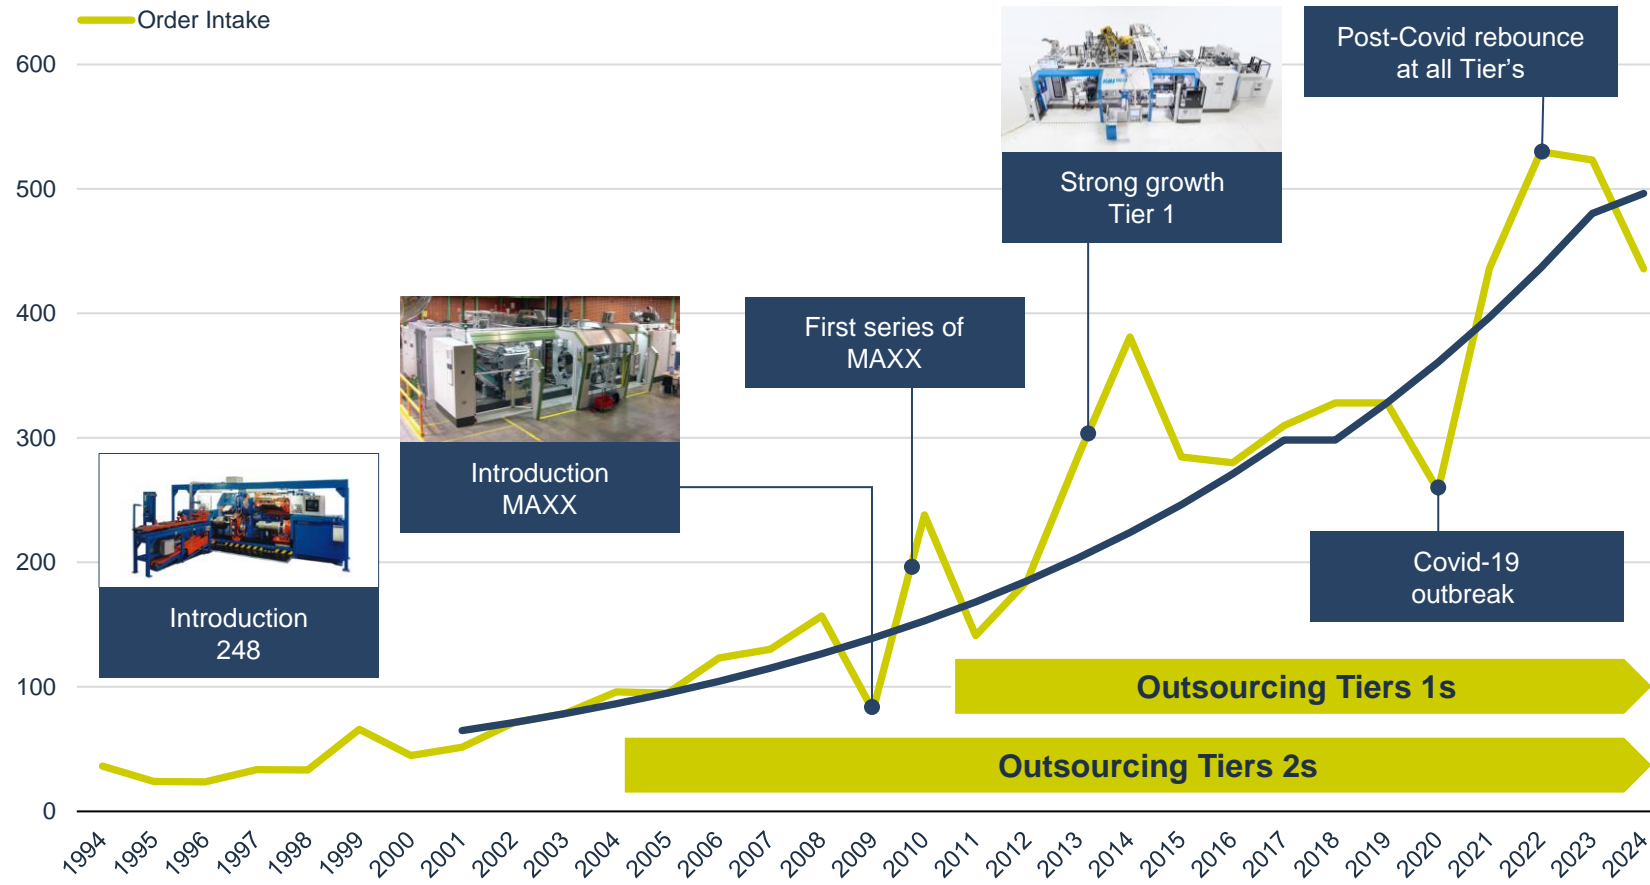 Order Intake
600
500
400
300
200
100
0
Introduction
248
Introduction
MAXX
First series of
MAXX
Strong growth
Tier 1
Post-Covid rebounce
at all Tier’s
Covid-19
outbreak
Outsourcing Tiers 1s
Outsourcing Tiers 2s
1994 1995 1996 1997 1998 1999 2000 2001 2002 2003 2004 2005 2006 2007 2008 2009 2010 2011 2012 2013 2014 2015 2016 2017 2018 2019 2020 2021 2022 2023 2024